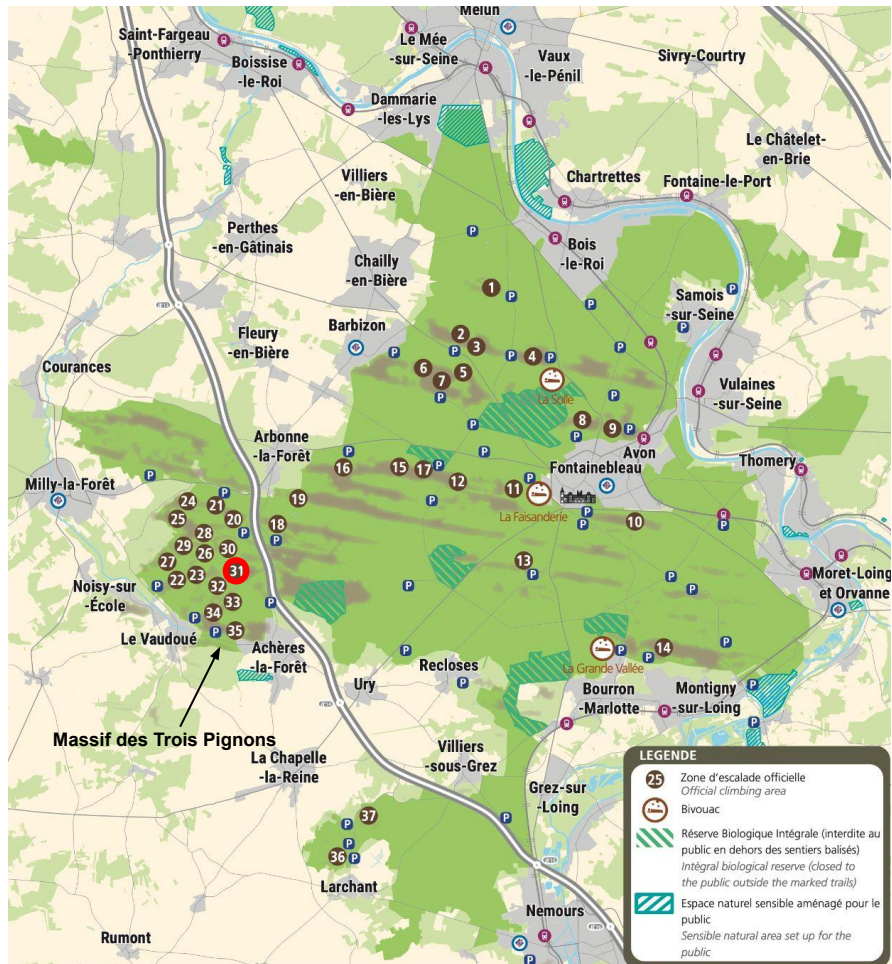 Melun
Saint-Fargeau
-Ponthierry
Le Mée
-sur-Seine
Boissise
-le-Roi
Vaux
-le-Pénil
Sivry-Courtry
Dammarie
-les-Lys
Le Châtelet
-en-Brie
Villiers
-en-Bière
Chartrettes
Fontaine-le-Port
Perthes
-en-Gâtinais
Bois
-le-Roi
Chailly
-en-Bière
1
Samois
-sur-Seine
Fleury
-en-Bière
Barbizon
2
3
4
Courances
6
5
7
La Solle
Vulaines
-sur-Seine
8
9
Arbonne
-la-Forêt
Avon
Thomery
16
15
17
12
Fontainebleau
Milly-la-Forêt
11
La Faisanderie
24
21
19
25
20
18
10
28
29
26
30
27
31
13
22
23
32
Noisy-sur
-École
33
Moret-Loing
et Orvanne
34
35
Le Vaudoué
Achères
-la-Forêt
14
La Grande Vallée
Recloses
Ury
Bourron
-Marlotte
Montigny
-sur-Loing
Massif des Trois Pignons
La Chapelle
-la-Reine
Villiers
-sous-Grez
Grez-sur
-Loing
37
36
Larchant
Nemours
Rumont
LEGENDE
25
Zone d'escalade officielle
Official climbing area
Bivouac
Réserve Biologique Intégrale (interdite au
public en dehors des sentiers balisés)
Intégral biological reserve (closed to
the public outside the marked trails)
Espace naturel sensible aménagé pour le
public
Sensible natural area set up for the
public